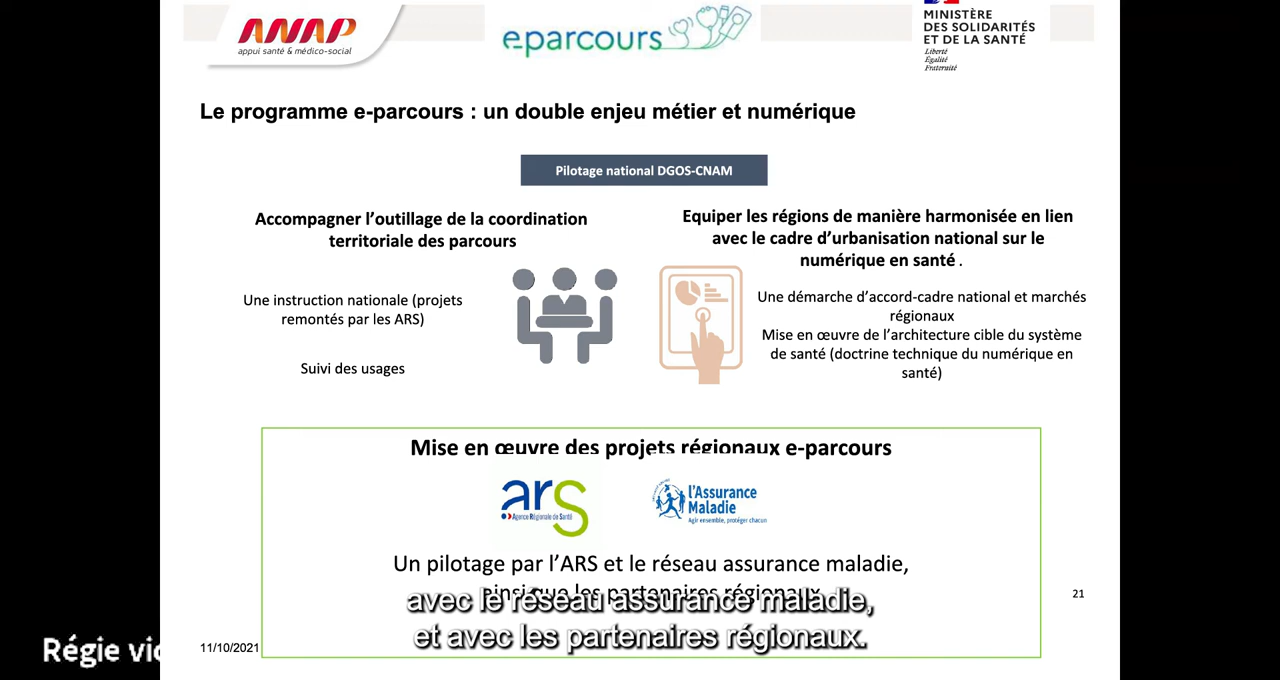 ANAP
appui santé & médico-social
eparcours
MINISTÈRE
DES SOLIDARITÉS
ET DE LA SANTÉ
Liberté
Égalité
Fraternité
Le programme e-parcours : un double enjeu métier et numérique
Pilotage national DGOS-CNAM
Accompagner l’outillage de la coordination
territoriale des parcours
Une instruction nationale (projets
remontés par les ARS)
Suivi des usages
Equiper les régions de manière harmonisée en lien
avec le cadre d’urbanisation national sur le
numérique en santé .
Une démarche d’accord-cadre national et marchés
régionaux
Mise en œuvre de l’architecture cible du système
de santé (doctrine technique du numérique en
santé)
Mise en œuvre des projets régionaux e-parcours
ars
Agence Régionale de Santé
l’Assurance
Maladie
Agir ensemble, protéger chacun
Un pilotage par l’ARS et le réseau assurance maladie,
ainsi que les partenaires régionaux
avec le réseau assurance maladie,
et avec les partenaires régionaux.
21
Régie
11/10/2021